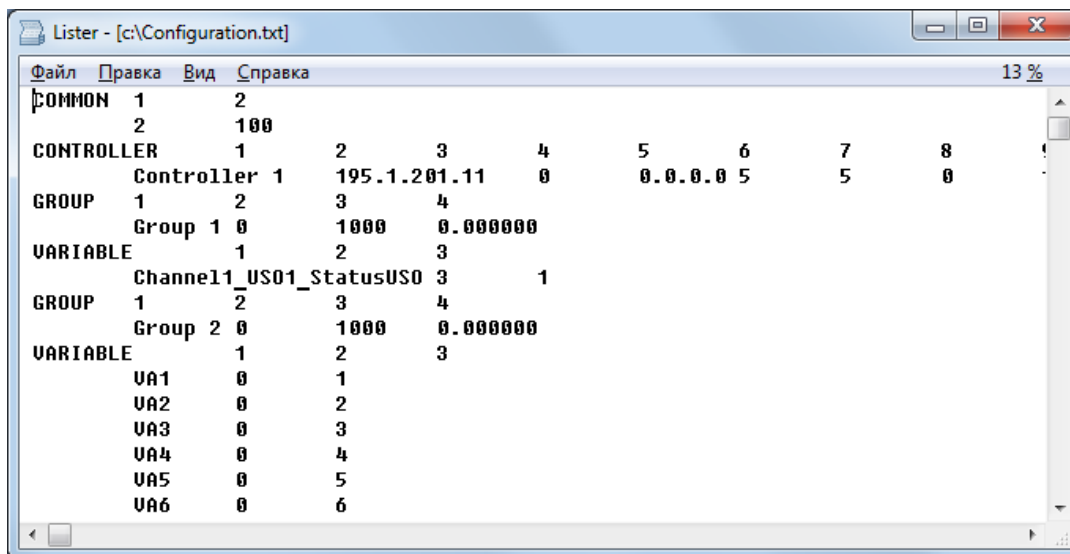 Lister - [c:\Configuration.txt]
Файл Правка Вид Справка 13 %
COMMON 1 2
2 100
CONTROLLER 1 2 3 4 5 6 7 8
Controller 1 195.1.201.11 0 0.0.0.0 5 5 0
GROUP 1 2 3 4
Group 1 0 1000 0.000000
VARIABLE 1 2 3
Channel1_USO1_StatusUSO 3 1
GROUP 1 2 3 4
Group 2 0 1000 0.000000
VARIABLE 1 2 3
VA1 0 1
VA2 0 2
VA3 0 3
VA4 0 4
VA5 0 5
VA6 0 6